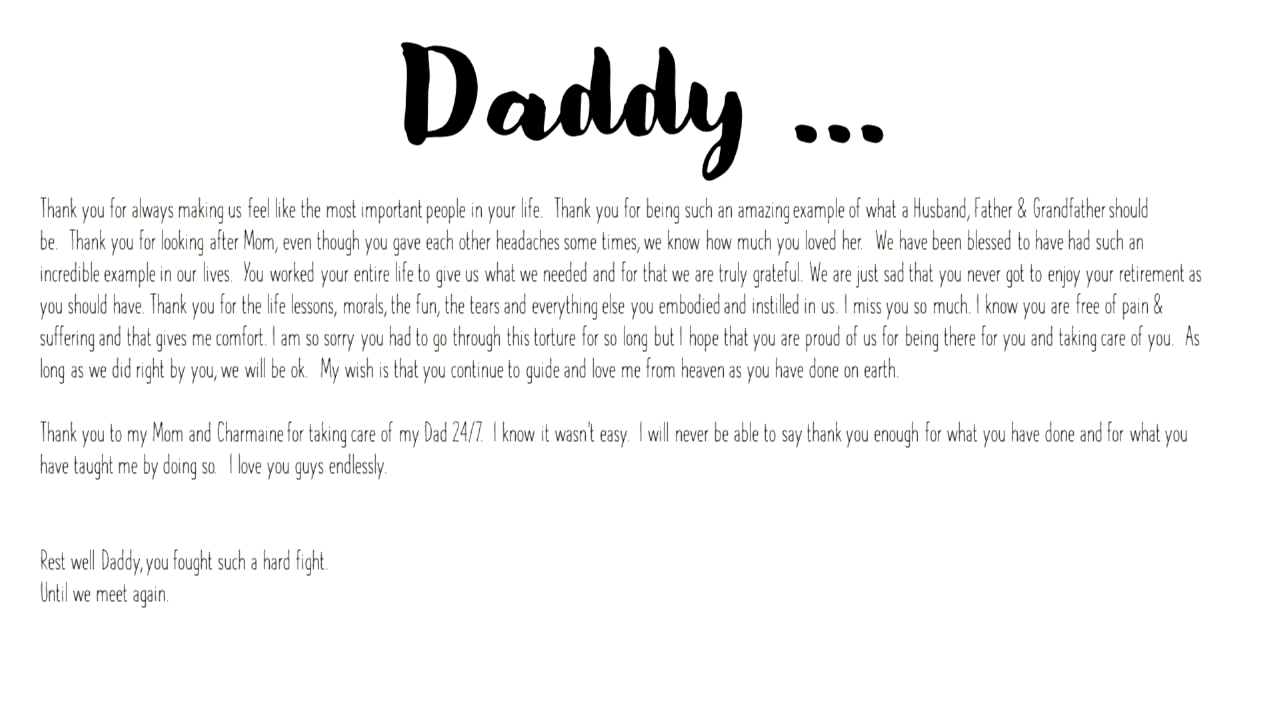 Daddy ...
Thank you for always making us feel like the most important people in your life.  Thank you for being such an amazing example of what a Husband, Father & Grandfather should
be.  Thank you for looking after Mom, even though you gave each other headaches some times, we know how much you loved her.  We have been blessed to have had such an
incredible example in our lives.  You worked your entire life to give us what we needed and for that we are truly grateful. We are just sad that you never got to enjoy your retirement as
you should have. Thank you for the life lessons, morals, the fun, the tears and everything else you embodied and instilled in us. I miss you so much. I know you are free of pain &
suffering and that gives me comfort. I am so sorry you had to go through this torture for so long but I hope that you are proud of us for being there for you and taking care of you.  As
long as we did right by you, we will be ok.  My wish is that you continue to guide and love me from heaven as you have done on earth.
Thank you to my Mom and Charmaine for taking care of my Dad 24/7.  I know it wasn't easy.  I will never be able to say thank you enough for what you have done and for what you
have taught me by doing so.  I love you guys endlessly.
Rest well Daddy, you fought such a hard fight.
Until we meet again.